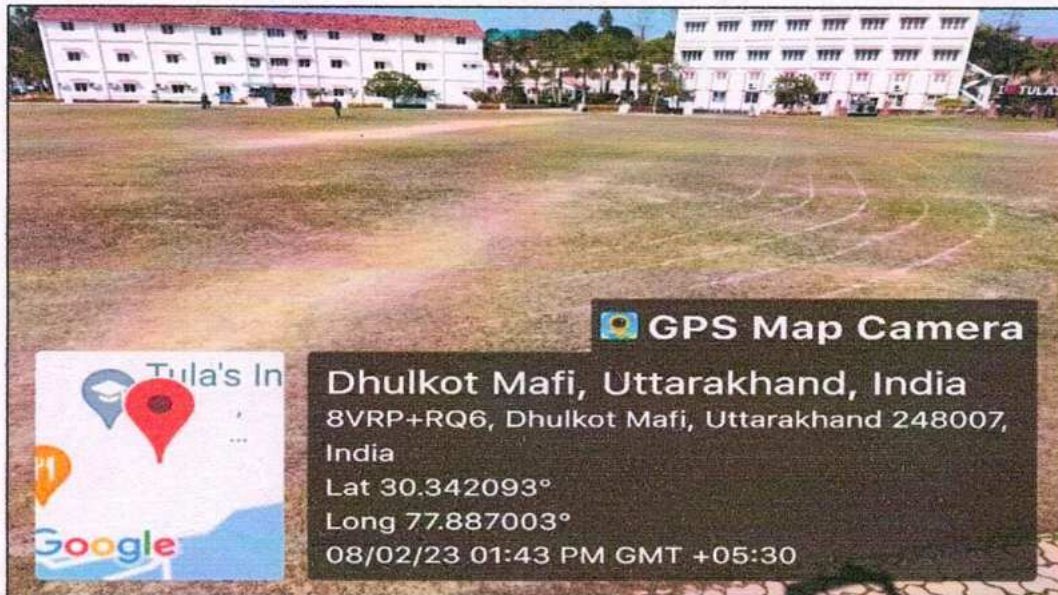 TULA'S
GPS Map Camera
Tula's In
Dhulkot Mafi, Uttarakhand, India
8VRP+RQ6, Dhulkot Mafi, Uttarakhand 248007,
India
Lat 30.342093°
Long 77.887003°
08/02/23 01:43 PM GMT +05:30
Google